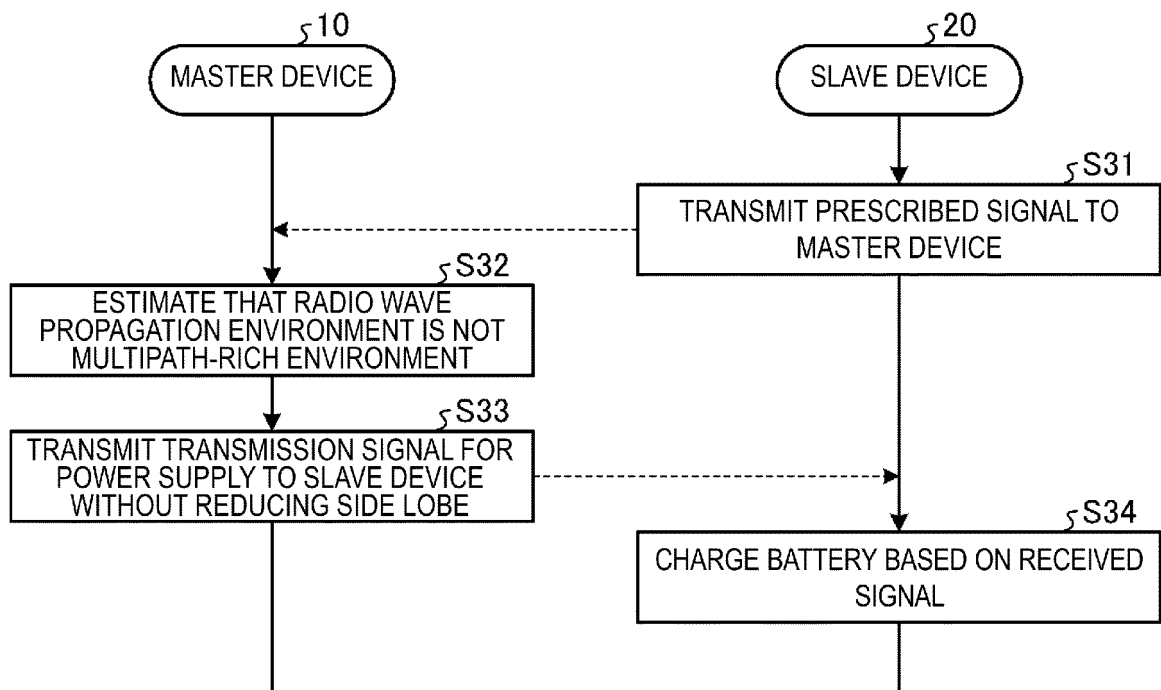 10
20
MASTER DEVICE
SLAVE DEVICE
S31
TRANSMIT PRESCRIBED SIGNAL TO
MASTER DEVICE
S32
ESTIMATE THAT RADIO WAVE
PROPAGATION ENVIRONMENT IS NOT
MULTIPATH-RICH ENVIRONMENT
S33
TRANSMIT TRANSMISSION SIGNAL FOR
POWER SUPPLY TO SLAVE DEVICE
WITHOUT REDUCING SIDE LOBE
S34
CHARGE BATTERY BASED ON RECEIVED
SIGNAL